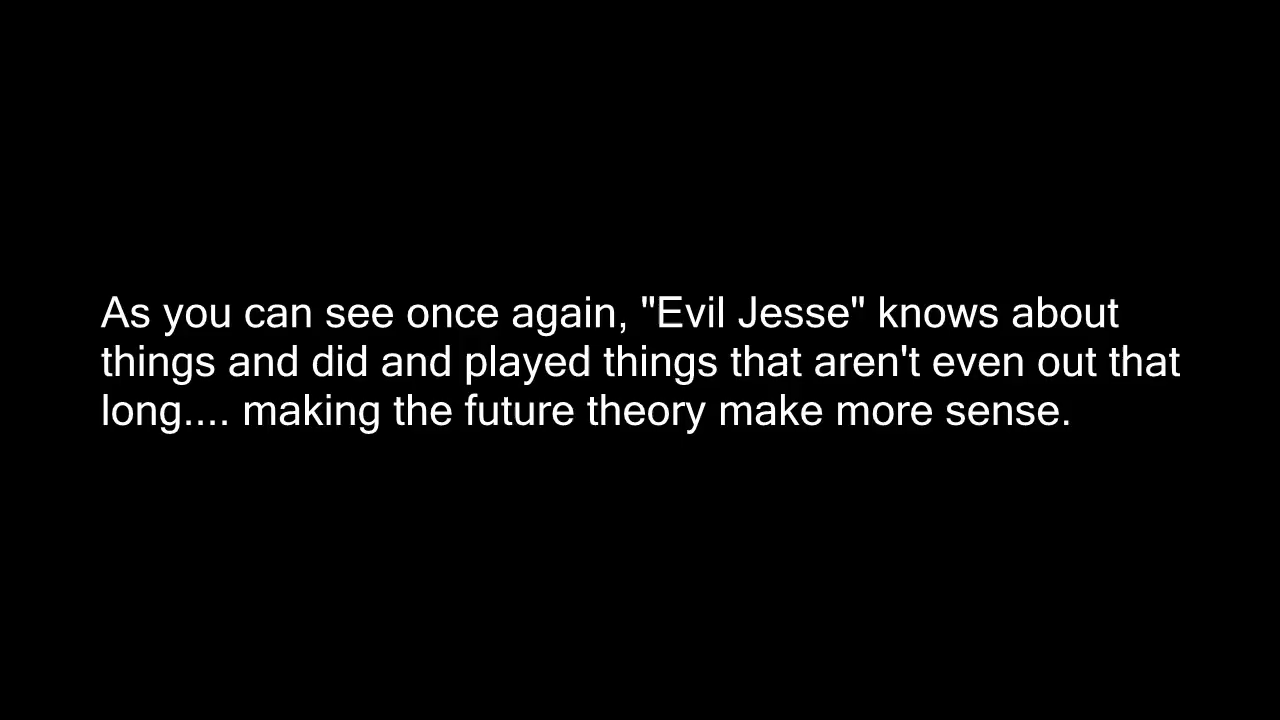 As you can see once again, "Evil Jesse" knows about
things and did and played things that aren't even out that
long.... making the future theory make more sense.